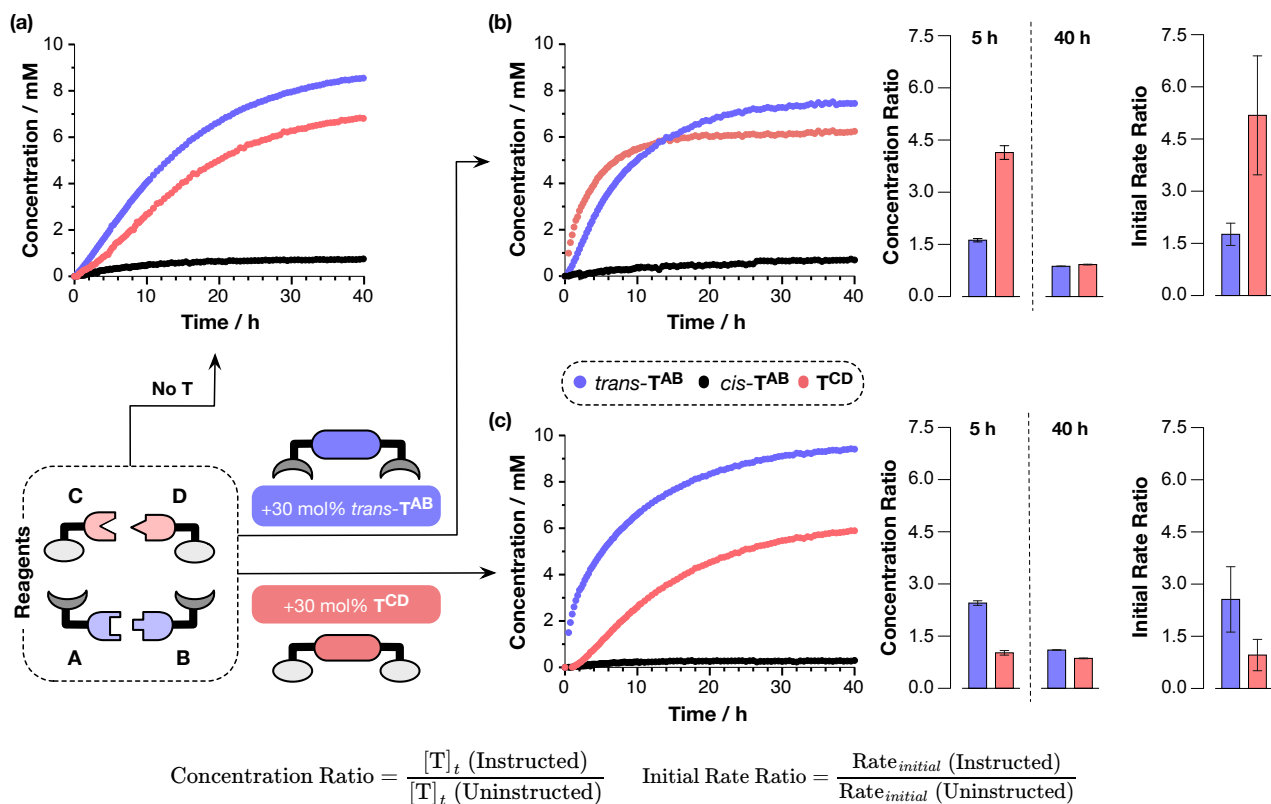 (a)
Concentration / mM
10
8
6
4
2
0
0 10 20 30 40
Time / h
(b)
Concentration / mM
10
8
6
4
2
0
0 10 20 30 40
Time / h
Concentration Ratio
7.5
6.0
4.5
3.0
1.5
0.0
5 h 40 h
Initial Rate Ratio
7.5
6.0
4.5
3.0
1.5
0.0
trans-T^AB cis-T^AB T^CD
No T
Reagents
C D
A B
+30 mol% trans-T^AB
+30 mol% T^CD
(c)
Concentration / mM
10
8
6
4
2
0
0 10 20 30 40
Time / h
Concentration Ratio
7.5
6.0
4.5
3.0
1.5
0.0
5 h 40 h
Initial Rate Ratio
7.5
6.0
4.5
3.0
1.5
0.0
Concentration Ratio = [T]_t (Instructed) / [T]_t (Uninstructed)
Initial Rate Ratio = Rate_initial (Instructed) / Rate_initial (Uninstructed)